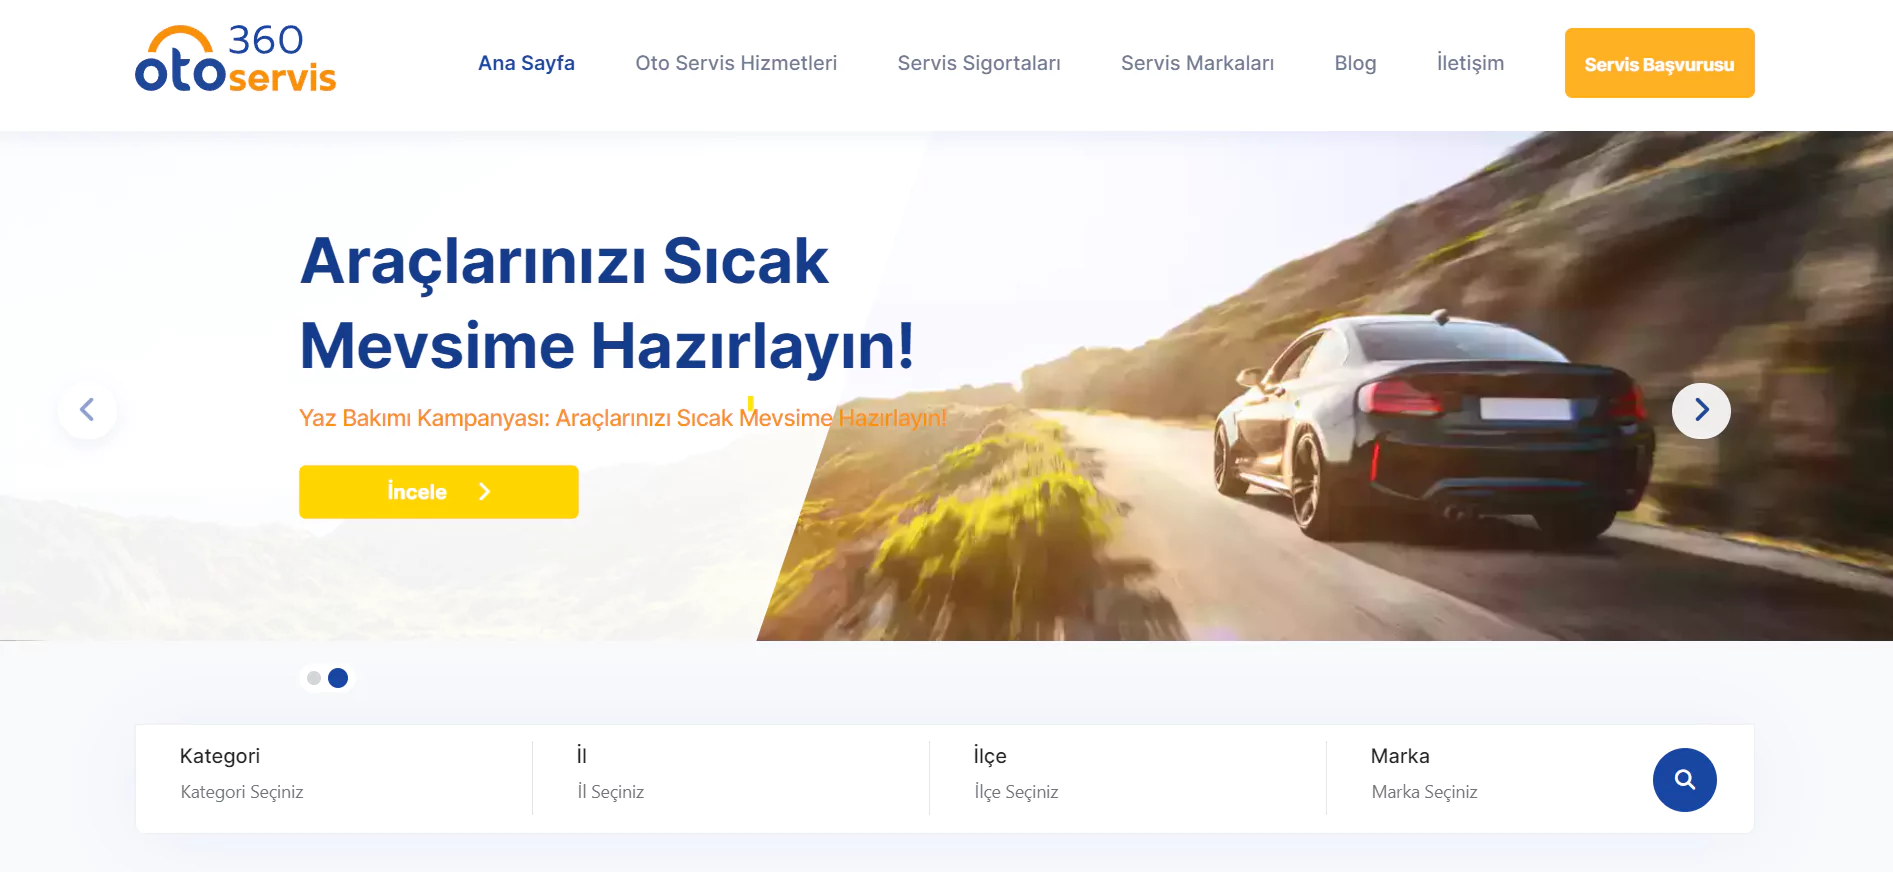 360
otoservis
Ana Sayfa
Oto Servis Hizmetleri
Servis Sigortaları
Servis Markaları
Blog
İletişim
Servis Başvurusu
Araçlarınızı Sıcak
Mevsime Hazırlayın!
Yaz Bakımı Kampanyası: Araçlarınızı Sıcak Mevsime Hazırlayın!
İncele
Kategori
Kategori Seçiniz
İl
İl Seçiniz
İlçe
İlçe Seçiniz
Marka
Marka Seçiniz